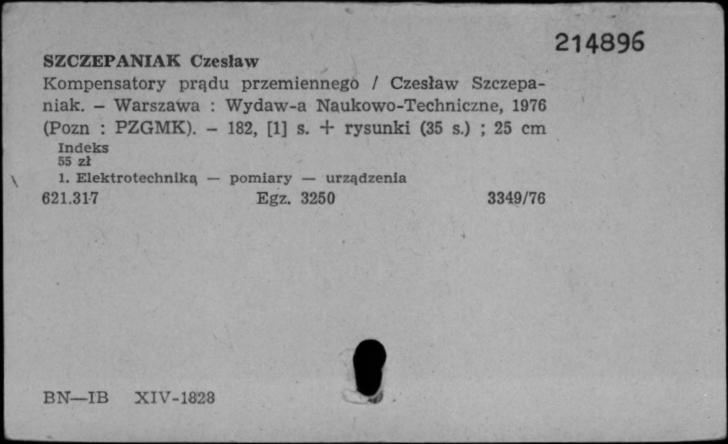 214896
SZCZEPANIAK Czesław
Kompensatory prądu przemiennego / Czesław Szczepa-
niak. – Warszawa : Wydaw-a Naukowo-Techniczne, 1976
(Pozn : PZGMK). – 182, [1] s. + rysunki (35 s.) ; 25 cm
Indeks
55 zł
1. Elektrotechniką — pomiary — urządzenia
621.317 Egz. 3250 3349/76
BN—IB XIV-1828